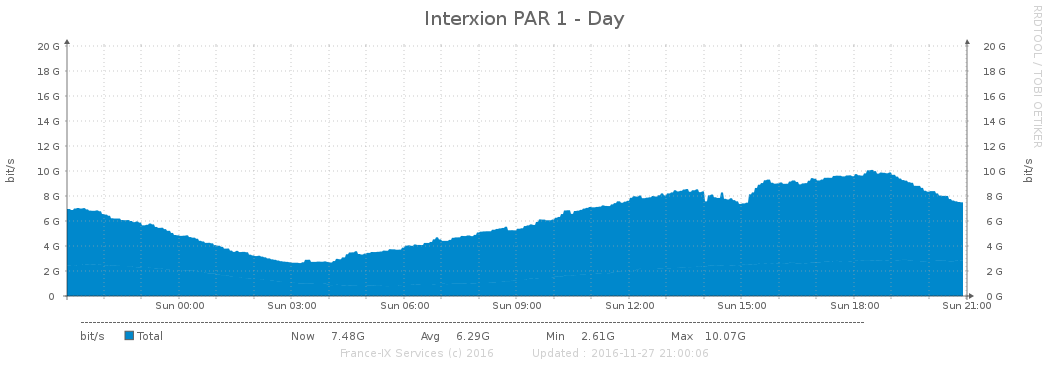 Interxion PAR 1 - Day
RRDTOOL / TOBI OETIKER
20 G 20 G
18 G 18 G
16 G 16 G
14 G 14 G
12 G 12 G
10 G 10 G
8 G 8 G
6 G 6 G
4 G 4 G
2 G 2 G
0 0 G
bit/s
bit/s
Sun 00:00 Sun 03:00 Sun 06:00 Sun 09:00 Sun 12:00 Sun 15:00 Sun 18:00 Sun 21:00
bit/s Total Now 7.48G Avg 6.29G Min 2.61G Max 10.07G
France-IX Services (c) 2016 Updated : 2016-11-27 21:00:06